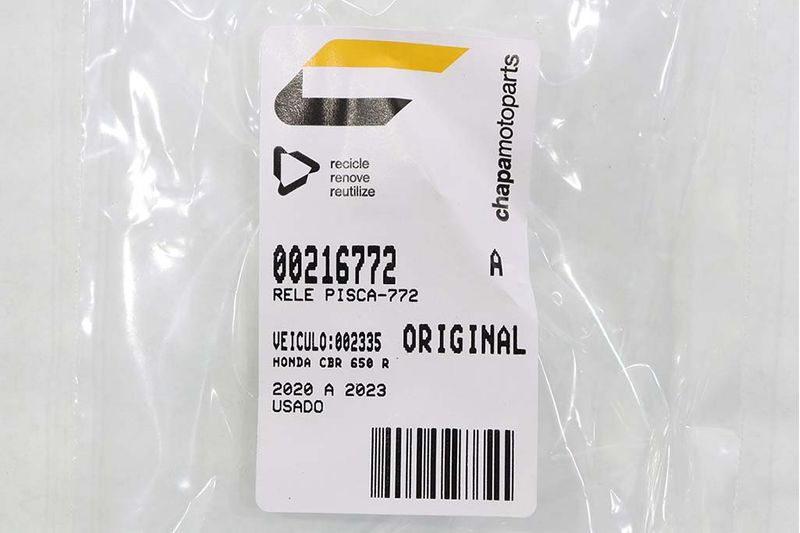 chapamotoparts
recicle
renove
reutilize
00216772 A
RELE PISCA-772
VEICULO:002335 ORIGINAL
HONDA CBR 650 R
2020 A 2023
USADO